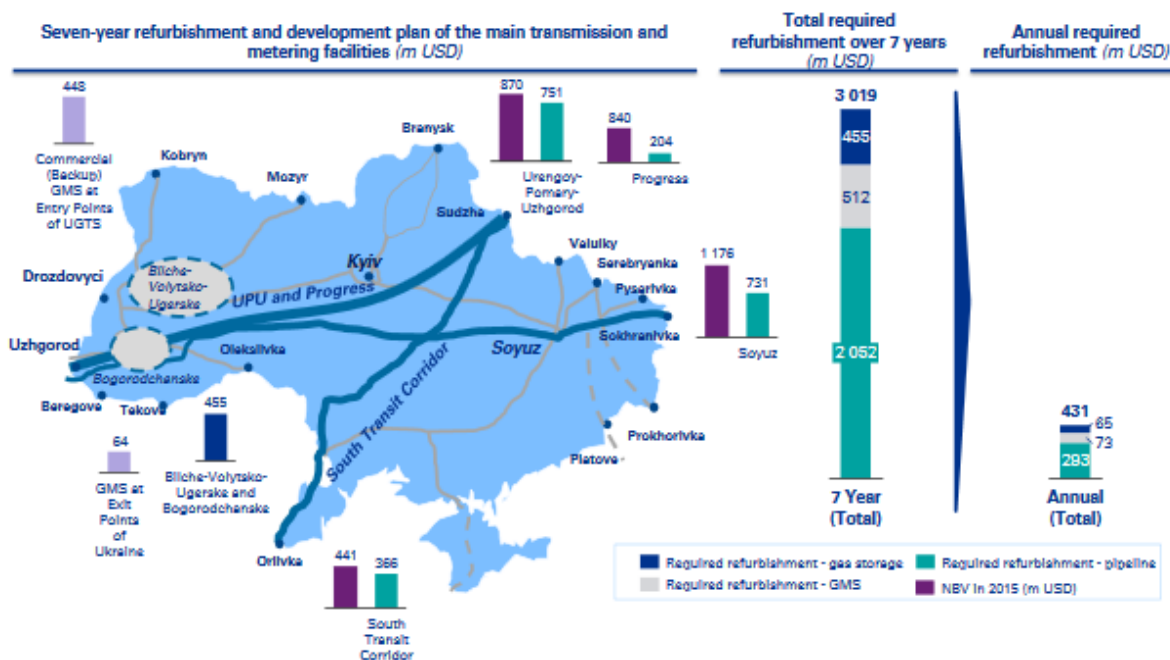 Seven-year refurbishment and development plan of the main transmission and
metering facilities (m USD)
Total required
refurbishment over 7 years
(m USD)
Annual required
refurbishment (m USD)
448
Commercial
(Backup)
GMS at
Entry Points
of UGTS
Kobryn
Mozyr
Branysk
870
751
Urengoy-
Pomary-
Uzhgorod
840
204
Progress
Sudzha
Drozdovyci
Bliche-
Volytsko-
Ugerske
Kyiv
UPU and Progress
Valuiky
Serebryanka
Pyserivka
Sokhranivka
1 176
731
Soyuz
Uzhgorod
Bogorodchanske
Oleksiivka
Soyuz
South Transit Corridor
Beregove
Tekove
Prokhorivka
Platove
64
GMS at
Exit
Points
of
Ukraine
455
Bliche-Volytsko-
Ugerske and
Bogorodchanske
Orlivka
441
366
South
Transit
Corridor
3 019
455
512
2 052
7 Year
(Total)
431
65
73
293
Annual
(Total)
Required refurbishment - gas storage
Required refurbishment - pipeline
Required refurbishment - GMS
NBV in 2015 (m USD)